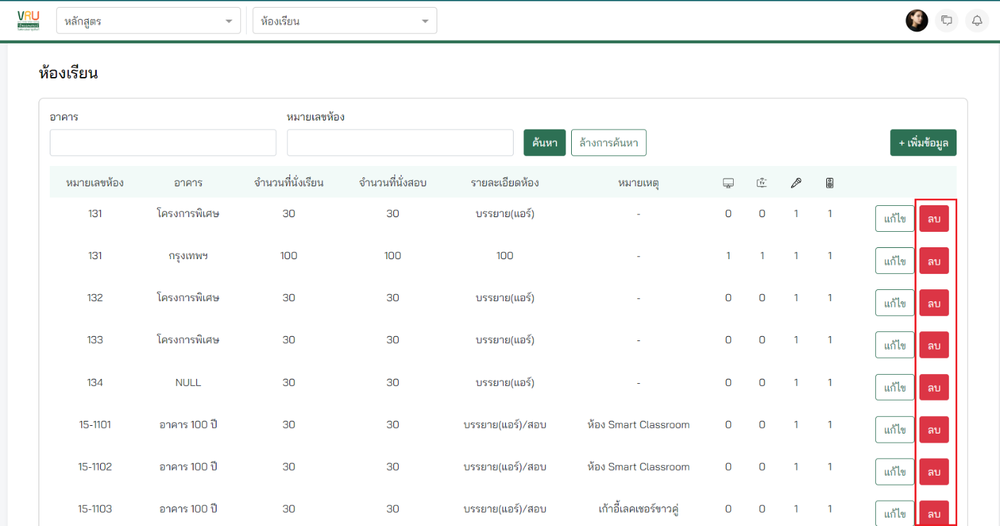 VRU
หลักสูตร
ห้องเรียน
ห้องเรียน
อาคาร หมายเลขห้อง
ค้นหา ล้างการค้นหา + เพิ่มข้อมูล
หมายเลขห้อง อาคาร จำนวนที่นั่งเรียน จำนวนที่นั่งสอบ รายละเอียดห้อง หมายเหตุ TV
131 โครงการพิเศษ 30 30 บรรยาย(แอร์) - 0 0 1 1 แก้ไข ลบ
131 กรุงเทพฯ 100 100 100 - 1 1 1 1 แก้ไข ลบ
132 โครงการพิเศษ 30 30 บรรยาย(แอร์) - 0 0 1 1 แก้ไข ลบ
133 โครงการพิเศษ 30 30 บรรยาย(แอร์) - 0 0 1 1 แก้ไข ลบ
134 NULL 30 30 บรรยาย(แอร์) - 0 0 1 1 แก้ไข ลบ
15-1101 อาคาร 100 ปี 30 30 บรรยาย(แอร์)/สอบ ห้อง Smart Classroom 0 0 1 1 แก้ไข ลบ
15-1102 อาคาร 100 ปี 30 30 บรรยาย(แอร์)/สอบ ห้อง Smart Classroom 0 0 1 1 แก้ไข ลบ
15-1103 อาคาร 100 ปี 30 30 บรรยาย(แอร์)/สอบ เก้าอี้เลคเชอร์ขาวคู่ 0 0 1 1 แก้ไข ลบ